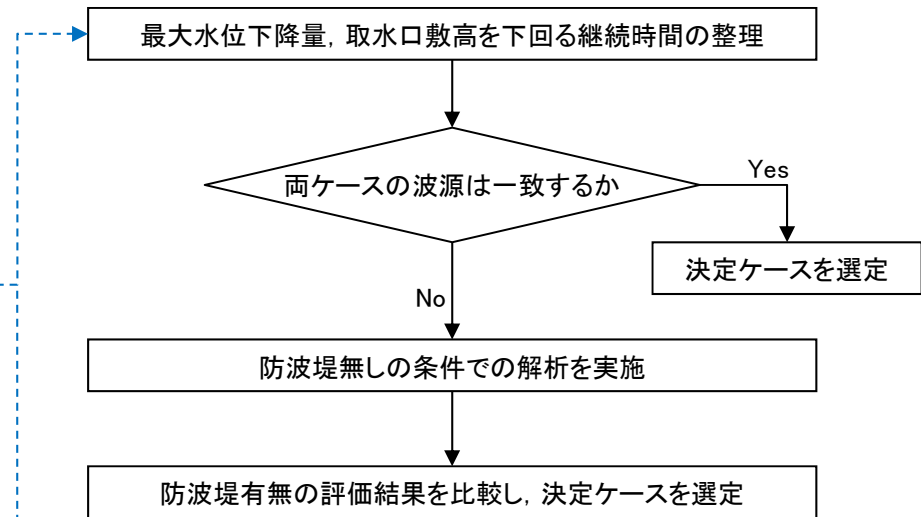 最大水位下降量，取水口敷高を下回る継続時間の整理
両ケースの波源は一致するか
Yes
決定ケースを選定
No
防波堤無しの条件での解析を実施
防波堤有無の評価結果を比較し，決定ケースを選定